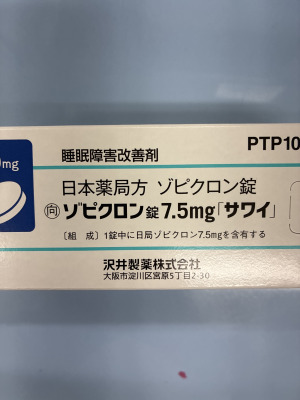 mg
睡眠障害改善剤
PTP10
日本薬局方 ゾピクロン錠
向 ゾピクロン錠7.5mg「サワイ」
〔組 成〕1錠中に日局ゾピクロン7.5mgを含有する
沢井製薬株式会社
大阪市淀川区宮原5丁目2-30